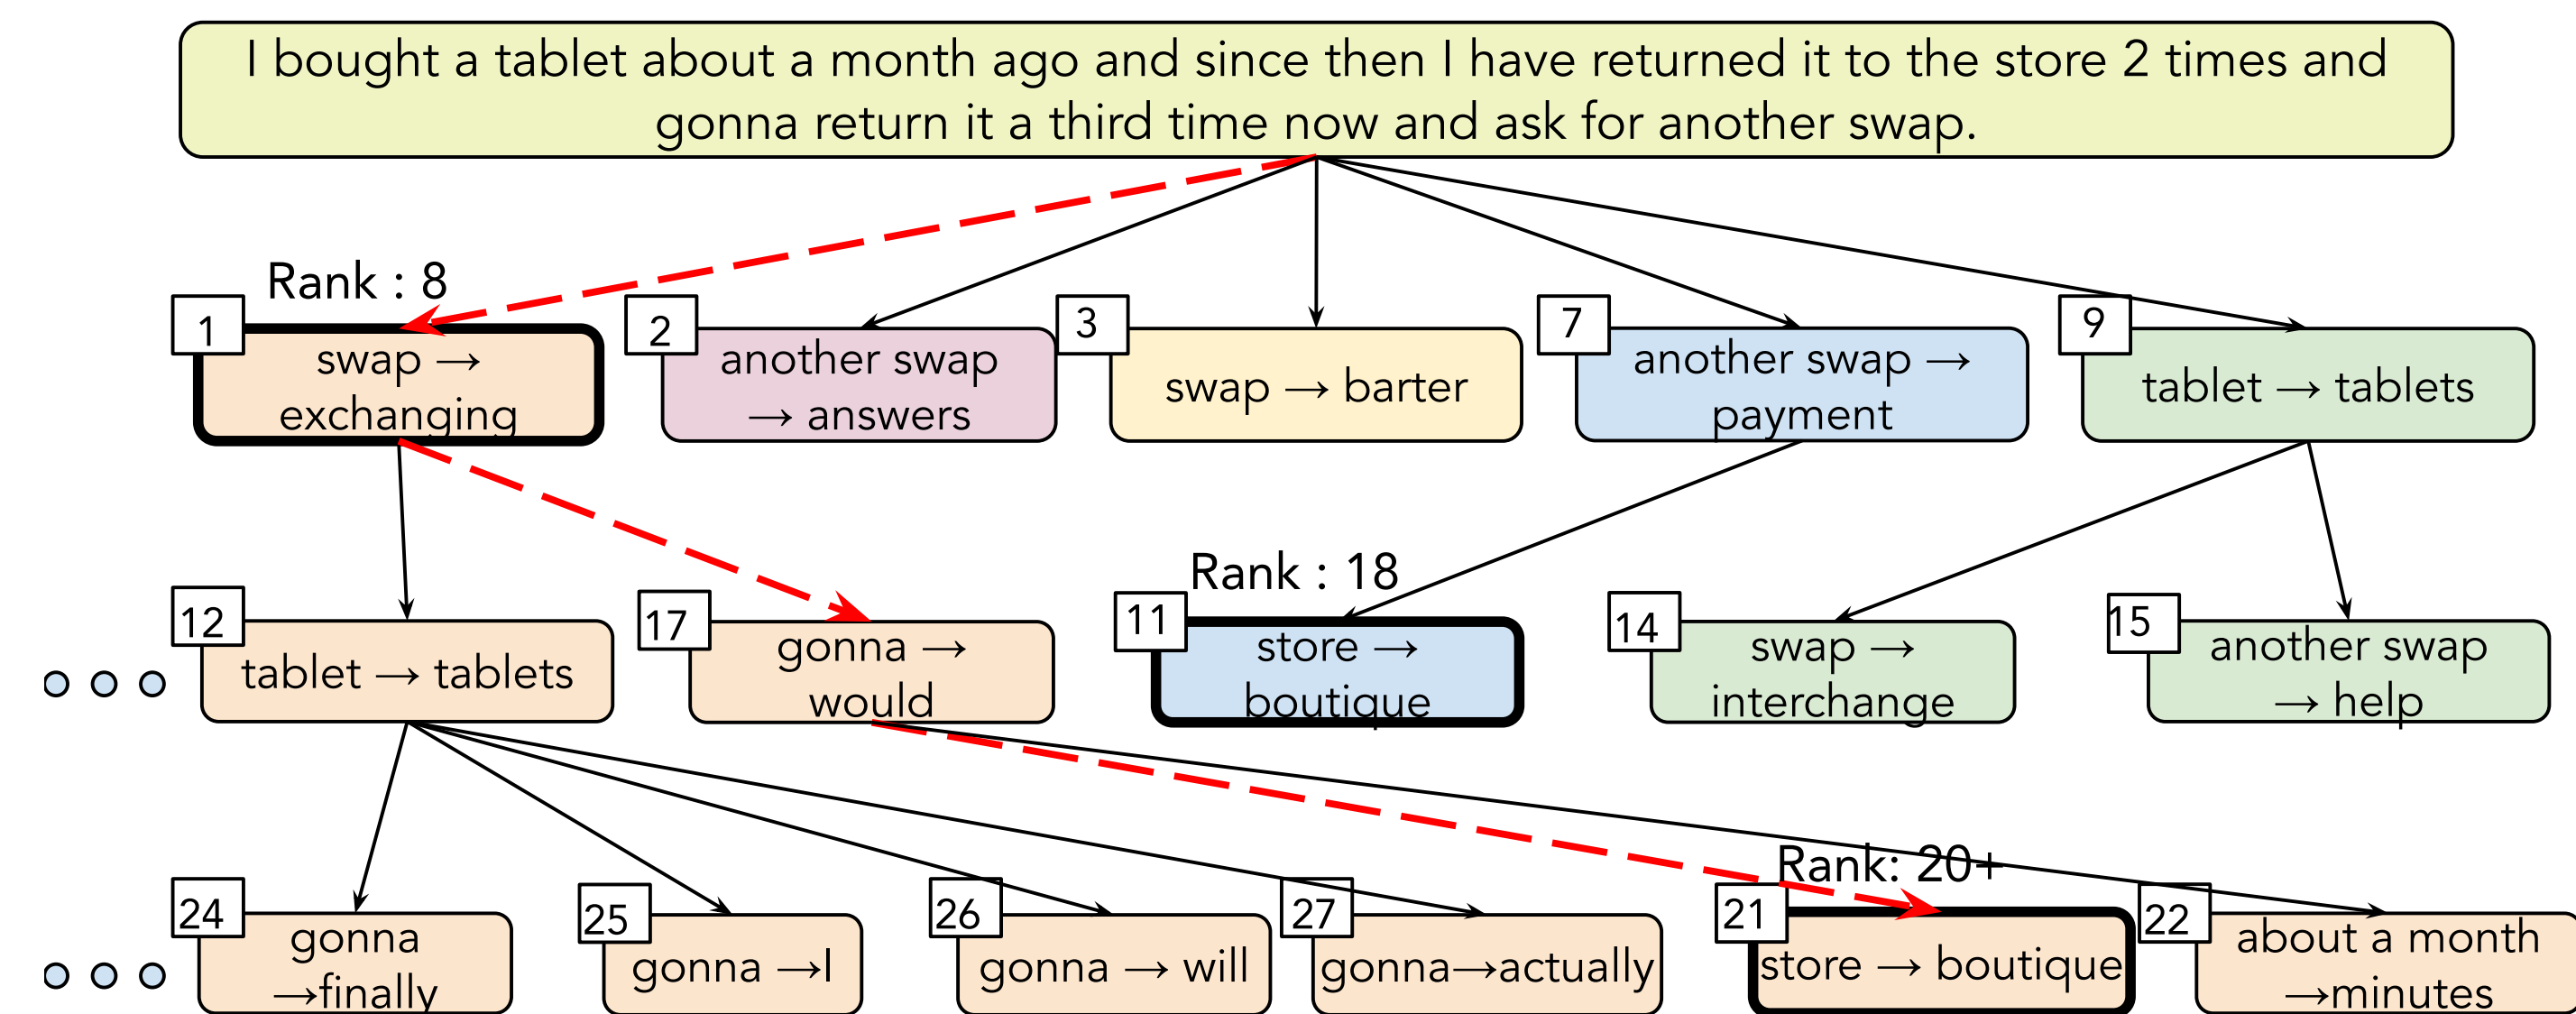 I bought a tablet about a month ago and since then I have returned it to the store 2 times and
gonna return it a third time now and ask for another swap.
Rank : 8
1
swap →
exchanging
2
another swap
→ answers
3
swap → barter
7
another swap →
payment
9
tablet → tablets
12
tablet → tablets
17
gonna →
would
Rank : 18
11
store →
boutique
14
swap →
interchange
15
another swap
→ help
24
gonna
→finally
25
gonna →I
26
gonna → will
27
gonna→actually
Rank: 20+
21
store → boutique
22
about a month
→minutes